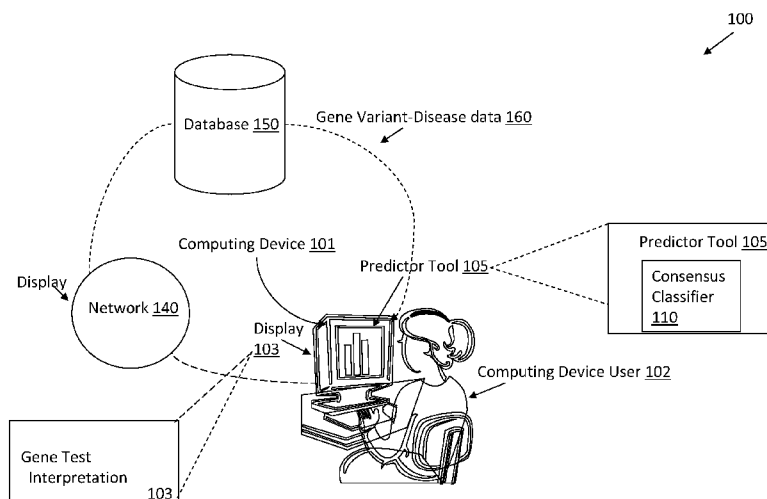 100
Database 150
Gene Variant-Disease data 160
Computing Device 101
Predictor Tool 105
Predictor Tool 105
Consensus
Classifier
110
Display
Network 140
Display
103
Computing Device User 102
Gene Test
Interpretation
103